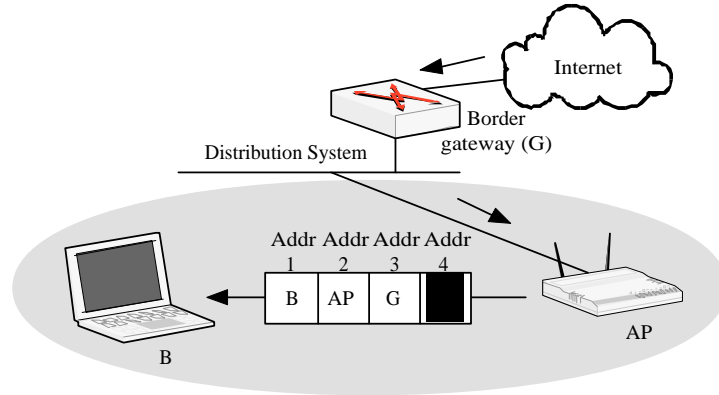 Internet
Border
gateway (G)
Distribution System
Addr Addr Addr Addr
1 2 3 4
B AP G
B
AP